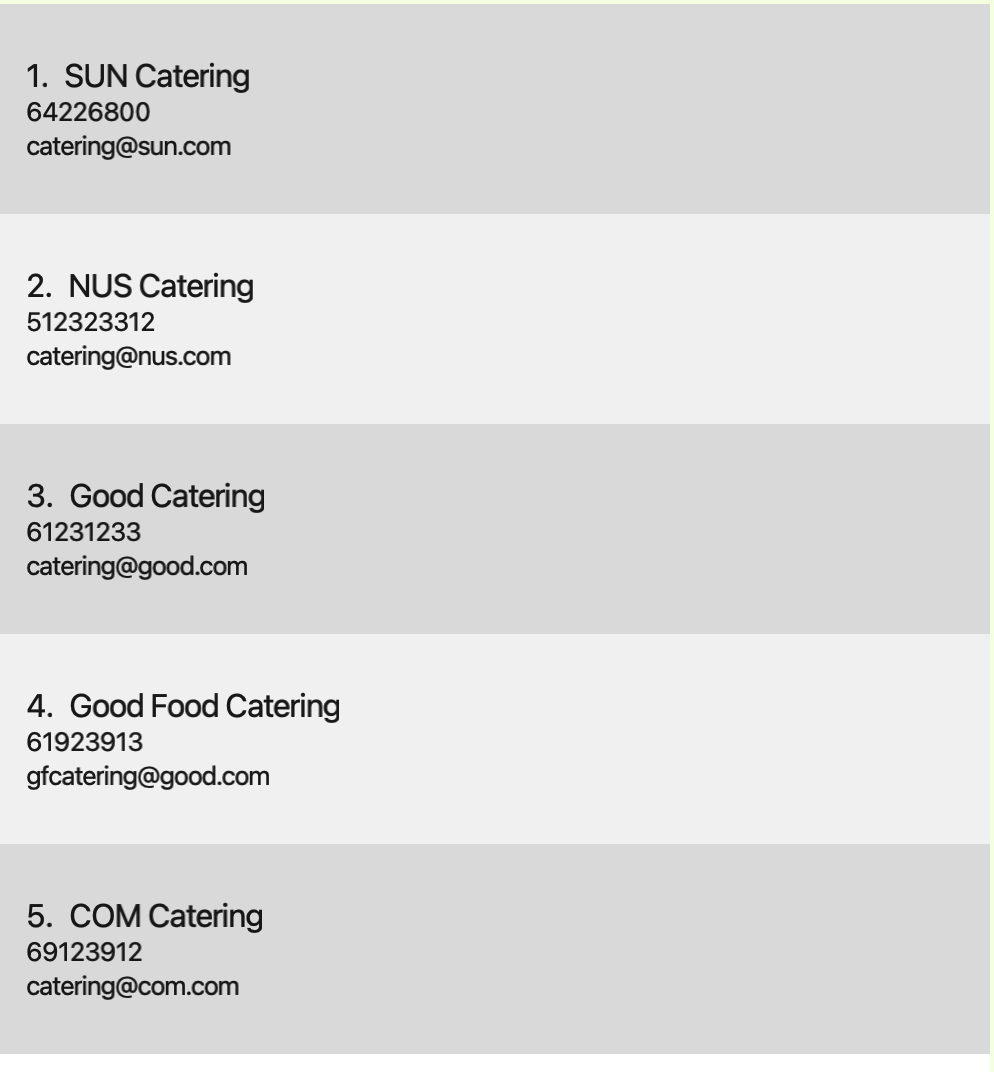 1. SUN Catering
64226800
catering@sun.com
2. NUS Catering
512323312
catering@nus.com
3. Good Catering
61231233
catering@good.com
4. Good Food Catering
61923913
gfcatering@good.com
5. COM Catering
69123912
catering@com.com